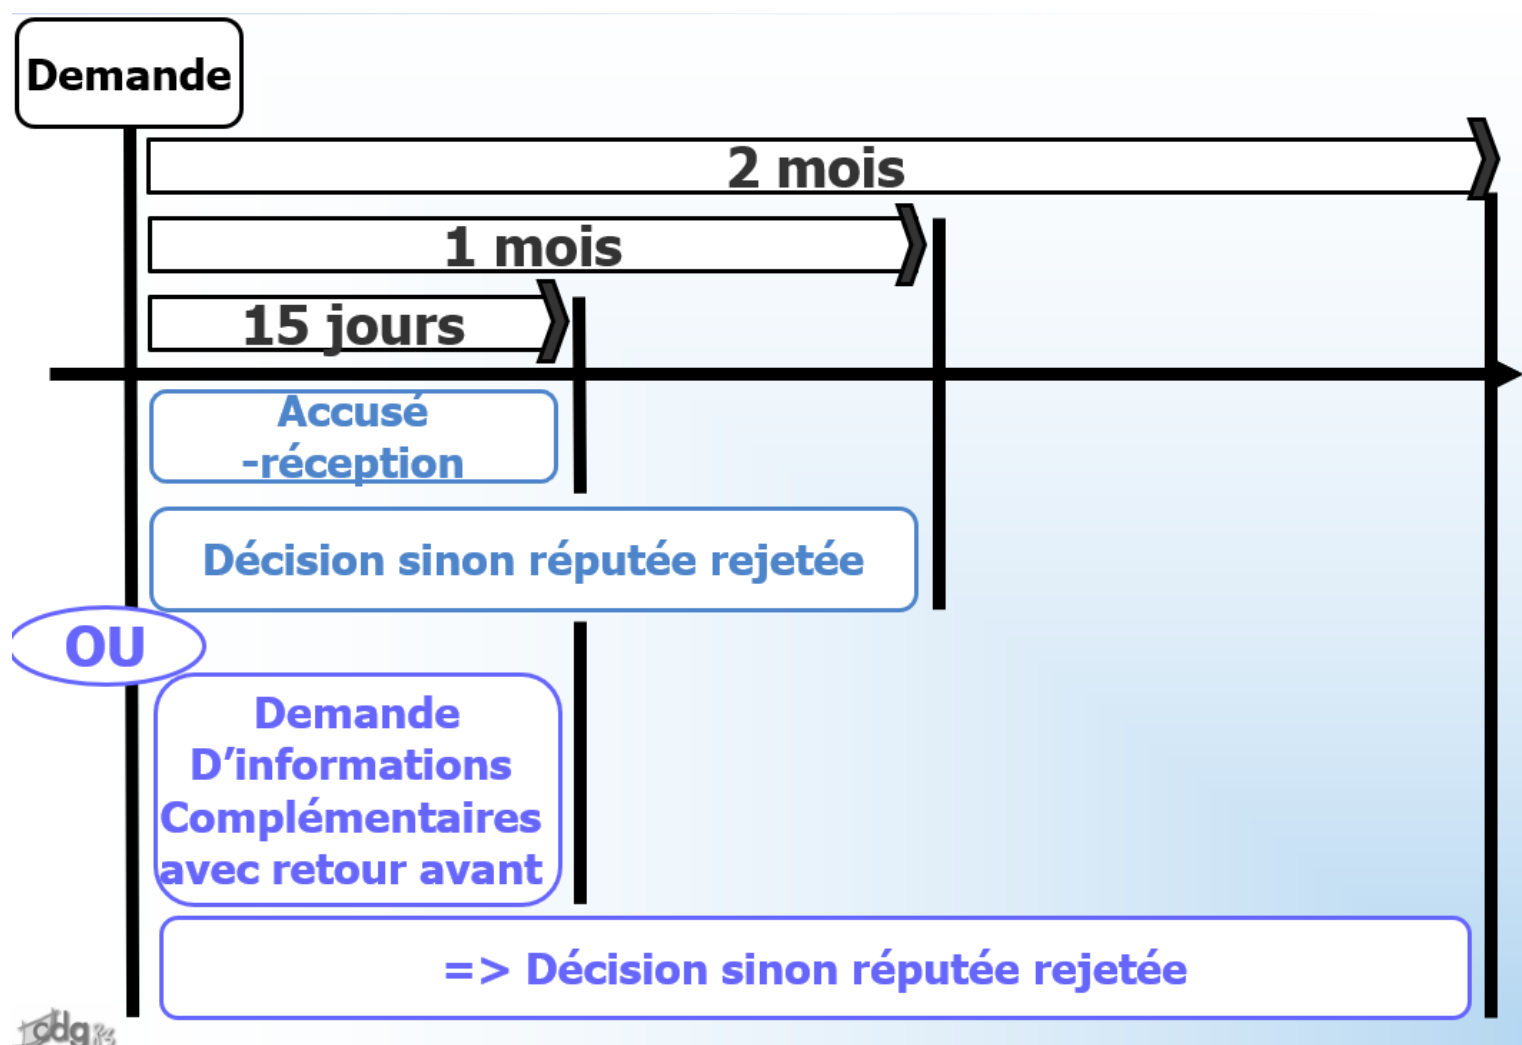 Demande
2 mois
1 mois
15 jours
Accusé
-réception
Décision sinon réputée rejetée
OU
Demande
D’informations
Complémentaires
avec retour avant
=> Décision sinon réputée rejetée
cdg